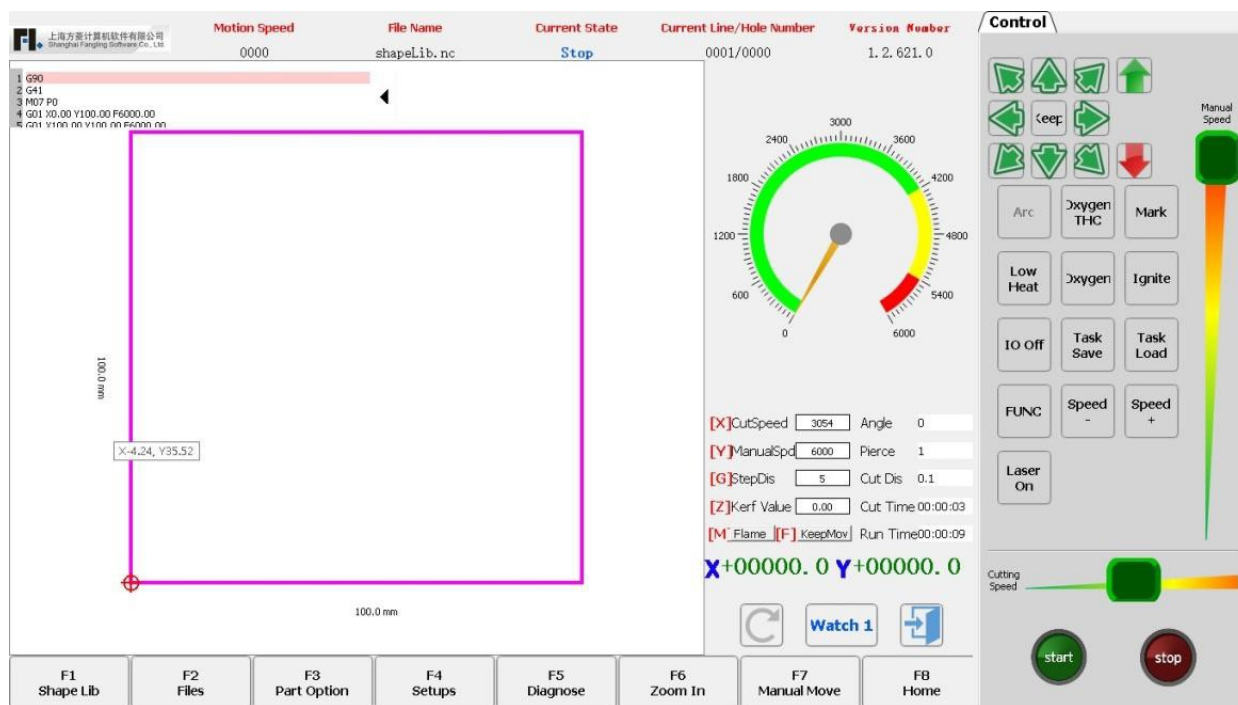 上海方菱计算机软件有限公司
Shanghai Fangling Software Co., Ltd.
Motion Speed
File Name
Current State
Current Line/Hole Number
Version Number
0000
shapeLib.nc
Stop
0001/0000
1.2.621.0
1 G90
2 G41
3 M07 P0
4 G01 X0.00 Y100.00 F6000.00
5 G01 X100.00 Y100.00 F6000.00
100.0 mm
X-4.24, Y35.52
100.0 mm
0
600
1200
1800
2400
3000
3600
4200
4800
5400
6000
[X]CutSpeed 3054 Angle 0
[Y]ManualSpd 6000 Pierce 1
[G]StepDis 5 Cut Dis 0.1
[Z]Kerf Value 0.00 Cut Time 00:00:03
[M Flame [F] KeepMov Run Time00:00:09
X+00000.0 Y+00000.0
Watch 1
F1 F2 F3 F4 F5 F6 F7 F8
Shape Lib Files Part Option Setups Diagnose Zoom In Manual Move Home
Control
Keep
Manual
Speed
Arc
Oxygen
THC
Mark
Low
Heat
Oxygen
Ignite
IO Off
Task
Save
Task
Load
FUNC
Speed
-
Speed
+
Laser
On
Cutting
Speed
start
stop